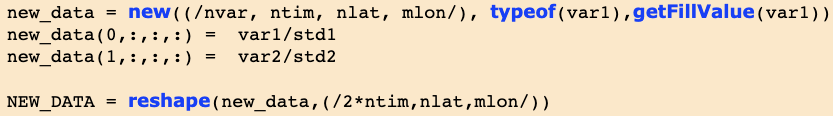 new_data = new((/nvar, ntim, nlat, mlon/), typeof(var1),getFillValue(var1))
new_data(0,:,:,:) =  var1/std1
new_data(1,:,:,:) =  var2/std2
NEW_DATA = reshape(new_data,(/2*ntim,nlat,mlon/))